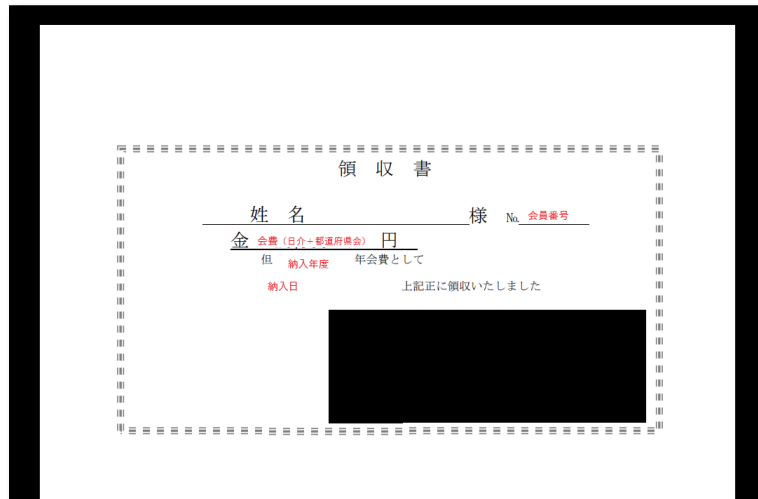 領 収 書
姓 名 様 № 会員番号
金 会費（日介＋都道府県会） 円
但 納入年度 年会費として
納入日 上記正に領収いたしました